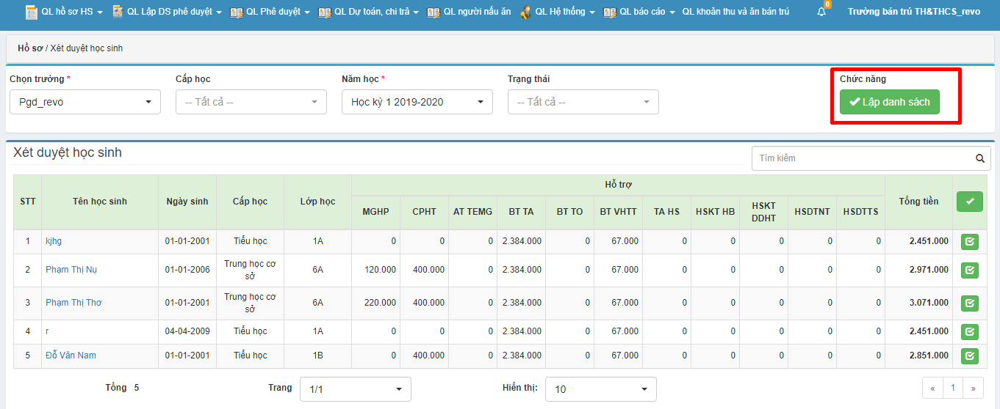 QL hồ sơ HS QL Lập DS phê duyệt QL Phê duyệt QL Dự toán, chi trả QL người nấu ăn QL Hệ thống QL báo cáo QL khoản thu và ăn bán trú 0 Trường bán trú TH&THCS_revo
Hồ sơ / Xét duyệt học sinh
Chọn trường * Cấp học Năm học * Trạng thái Chức năng
Pgd_revo -- Tất cả -- Học kỳ 1 2019-2020 -- Tất cả -- Lập danh sách
Xét duyệt học sinh Tìm kiếm
STT Tên học sinh Ngày sinh Cấp học Lớp học Hỗ trợ Tổng tiền
MGHP CPHT AT TEMG BT TA BT TO BT VHTT TA HS HSKT HB HSKT DDHT HSDTNT HSDTTS
1 kjhg 01-01-2001 Tiểu học 1A 0 0 0 2.384.000 0 67.000 0 0 0 0 0 2.451.000
2 Phạm Thị Nụ 01-01-2006 Trung học cơ sở 6A 120.000 400.000 0 2.384.000 0 67.000 0 0 0 0 0 2.971.000
3 Phạm Thị Thơ 01-01-2001 Trung học cơ sở 6A 220.000 400.000 0 2.384.000 0 67.000 0 0 0 0 0 3.071.000
4 r 04-04-2009 Tiểu học 1A 0 0 0 2.384.000 0 67.000 0 0 0 0 0 2.451.000
5 Đỗ Văn Nam 01-01-2001 Tiểu học 1B 0 400.000 0 2.384.000 0 67.000 0 0 0 0 0 2.851.000
Tổng 5 Trang 1/1 Hiển thị: 10 « 1 »